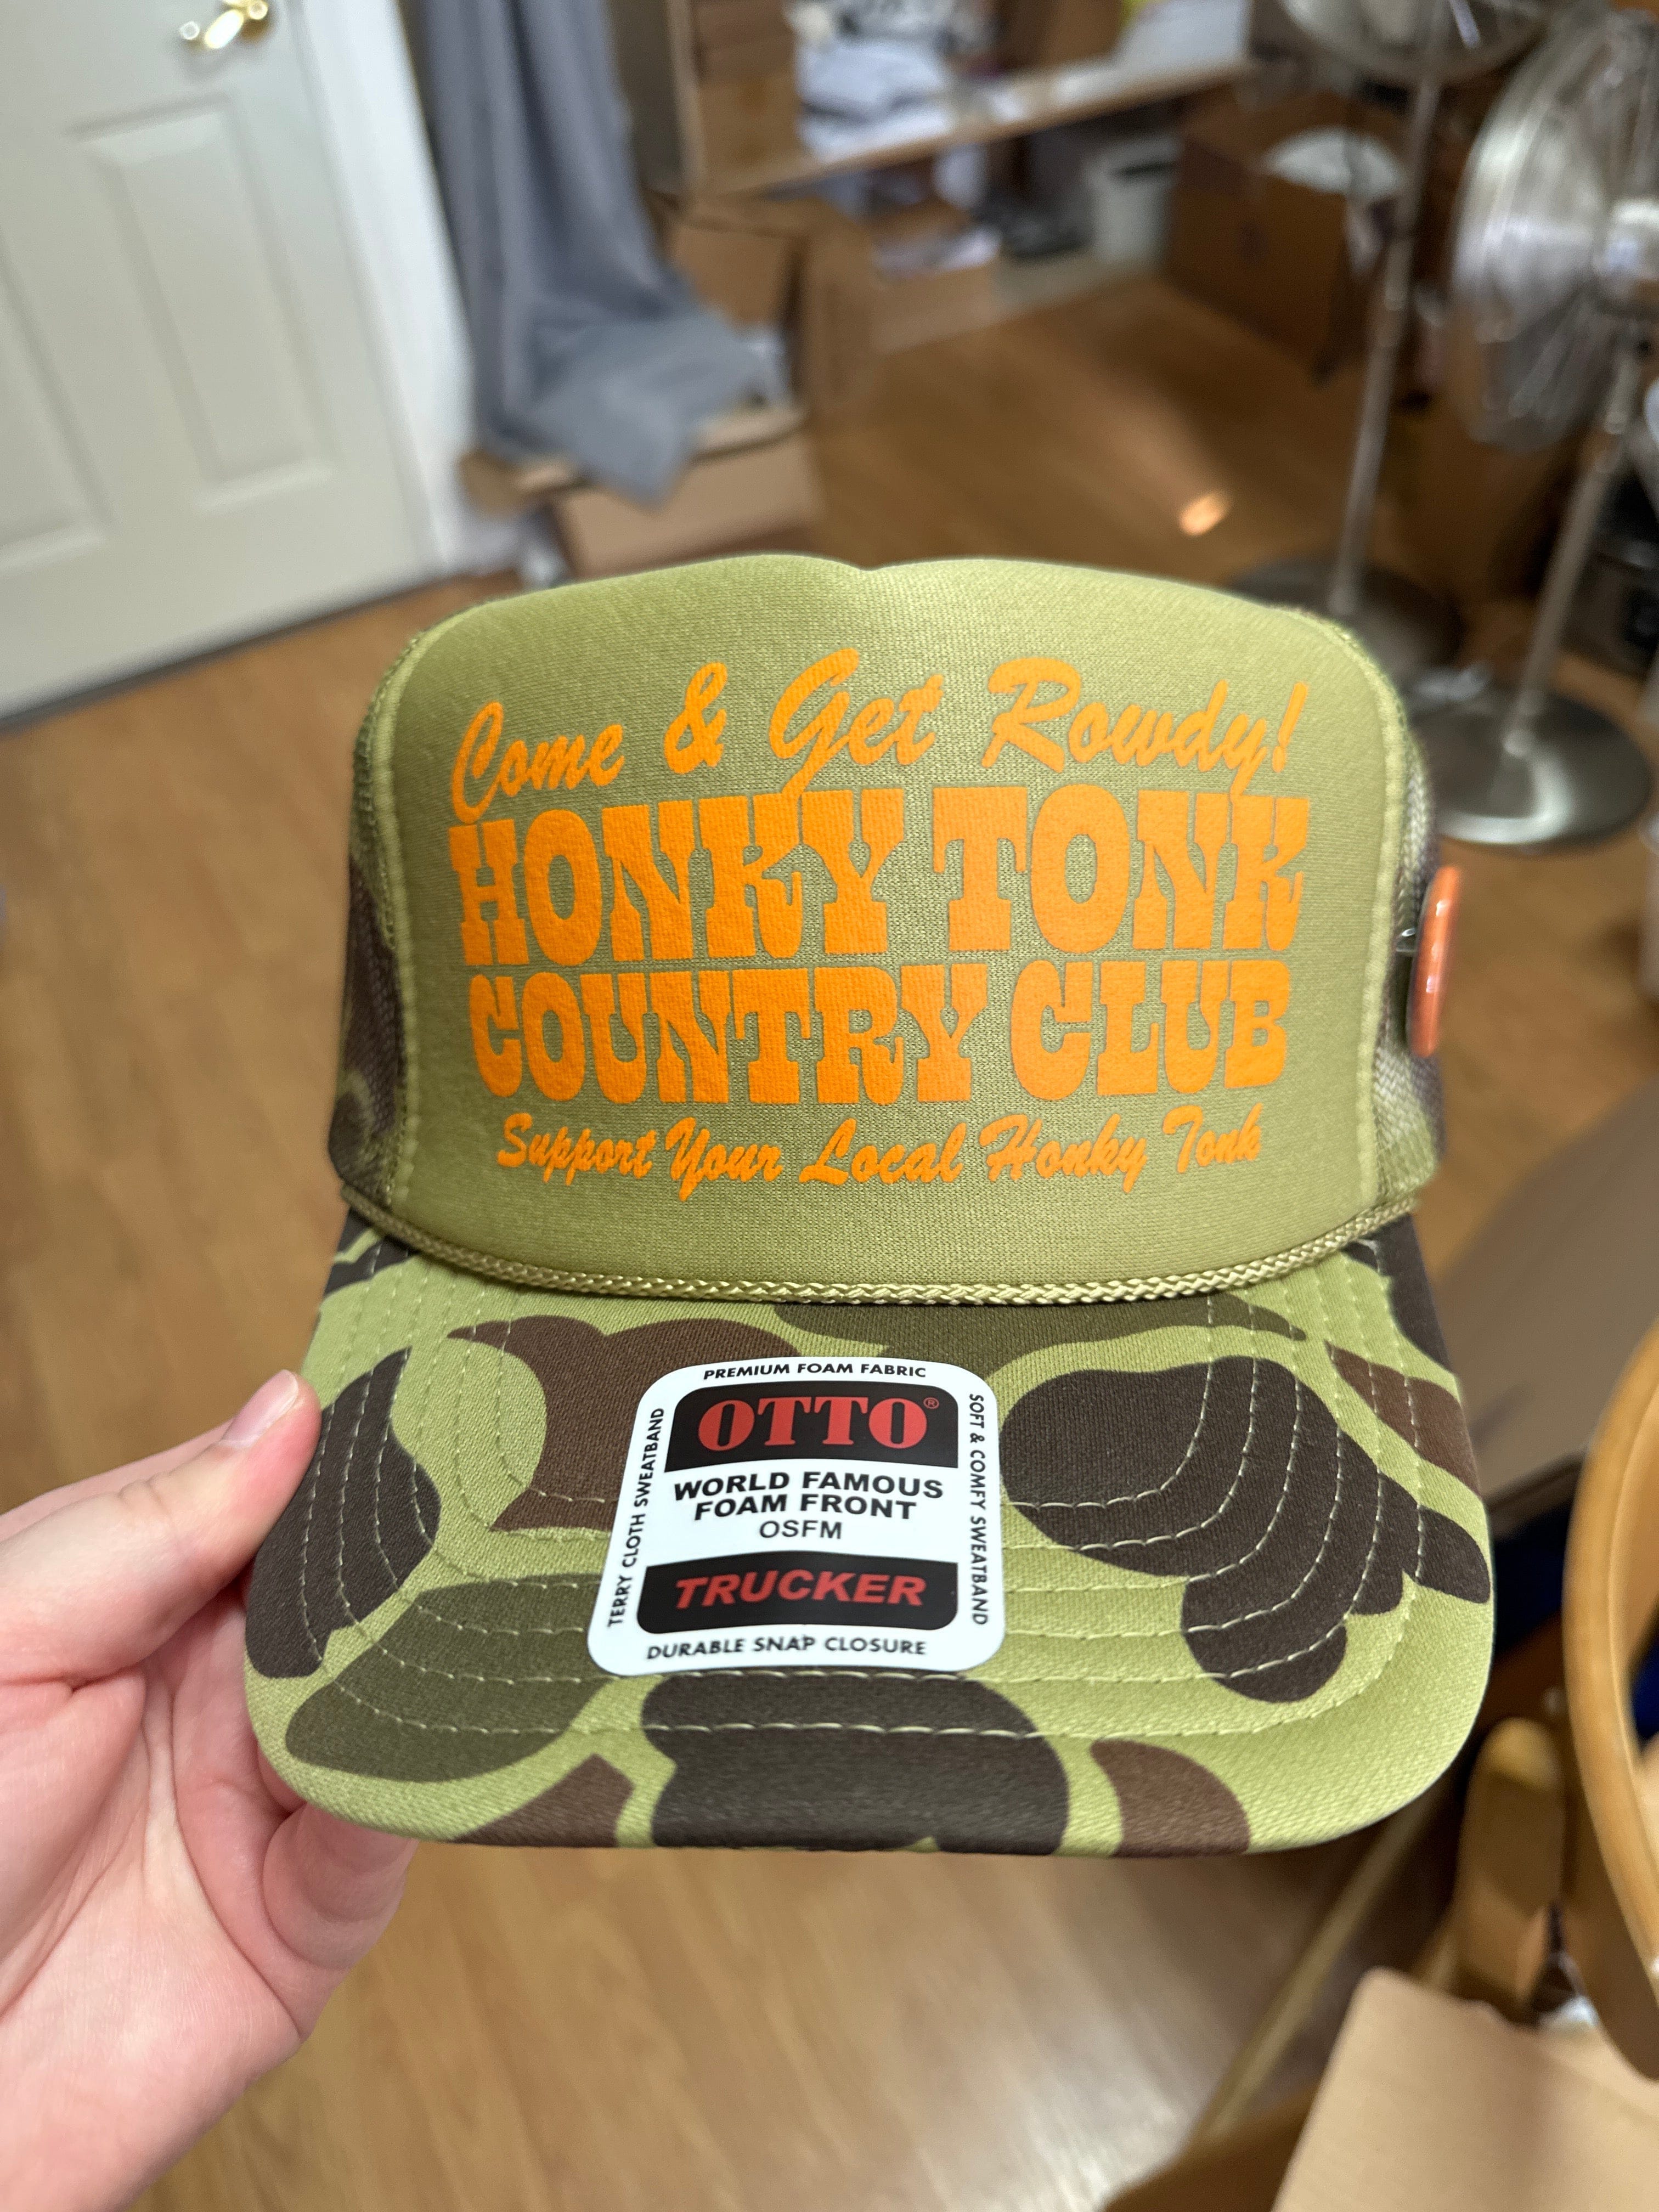 Come & Get Rowdy!
HONKY TONK
COUNTRY CLUB
Support Your Local Honky Tonk
PREMIUM FOAM FABRIC
OTTO®
WORLD FAMOUS
FOAM FRONT
OSFM
TRUCKER
DURABLE SNAP CLOSURE
TERRY CLOTH SWEATBAND
SOFT & COMFY SWEATBAND